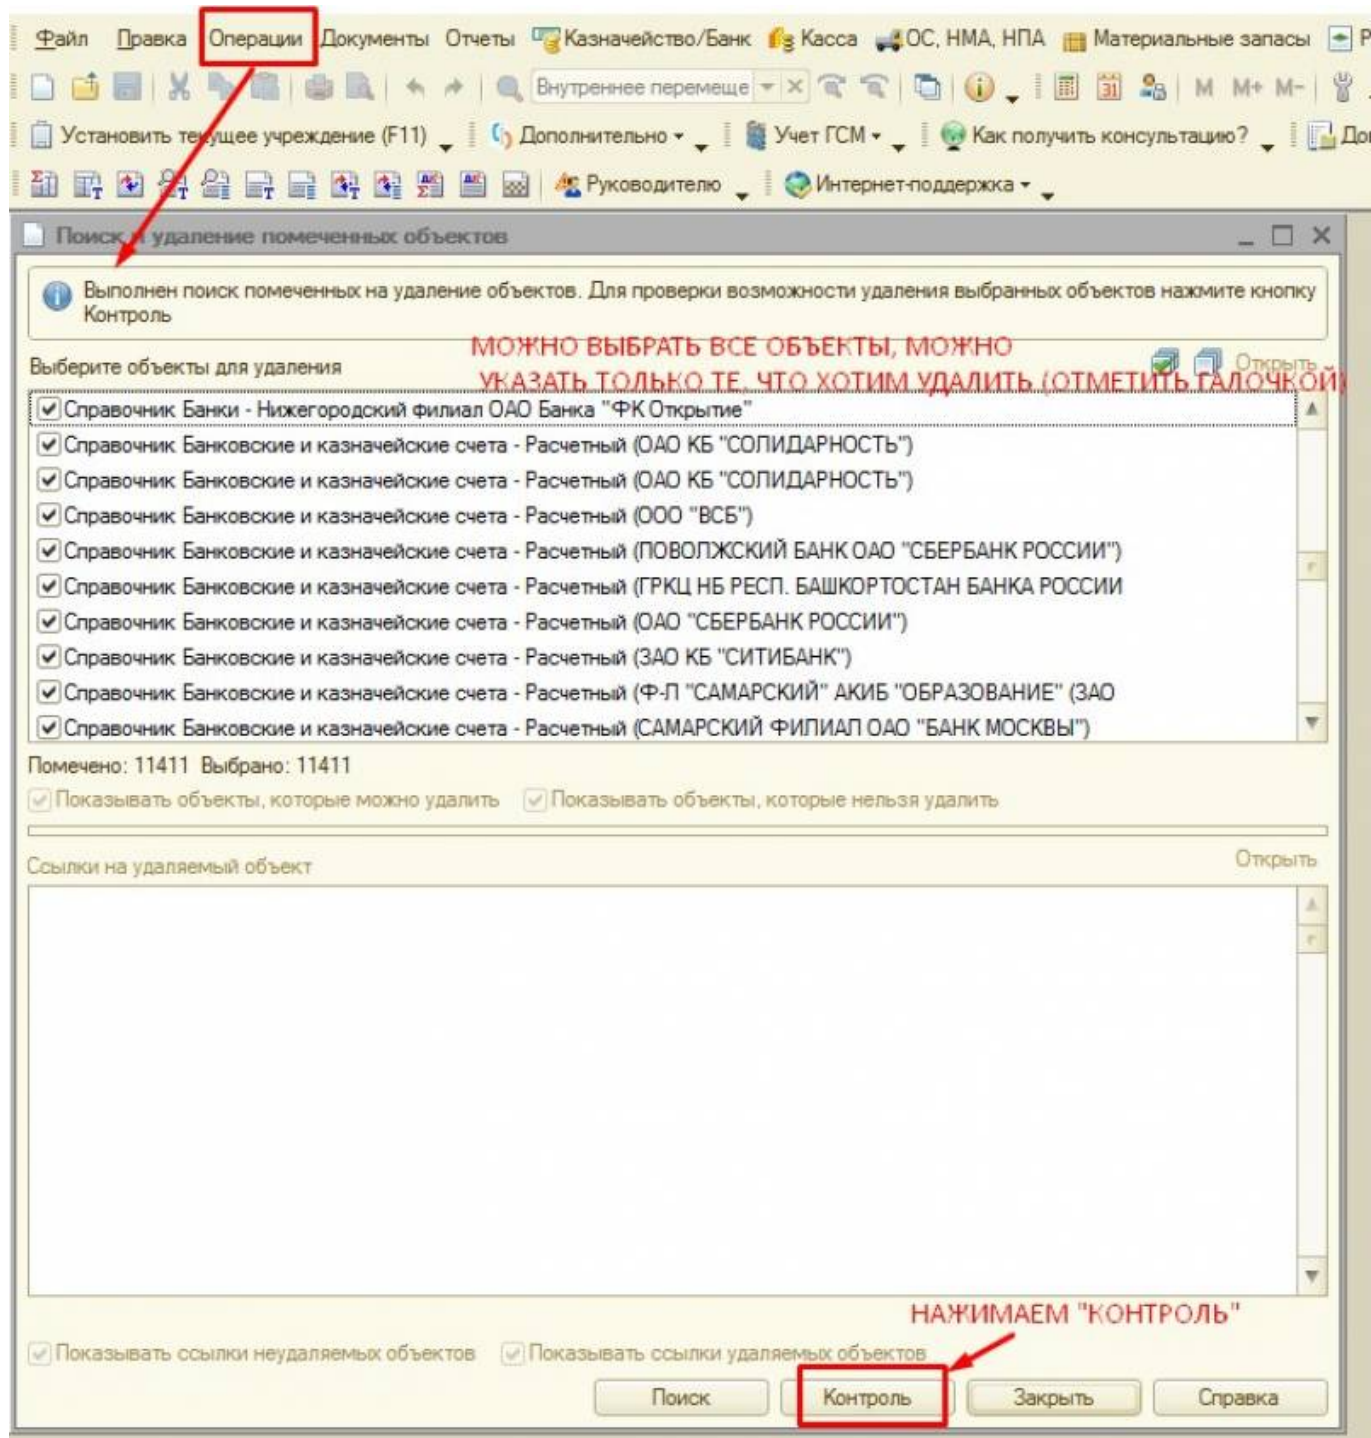 Файл Правка Операции Документы Отчеты Казначейство/Банк Касса ОС, НМА, НПА Материальные запасы Р
Внутреннее перемеще 31 М М+ М-
Установить текущее учреждение (F11) Дополнительно Учет ГСМ Как получить консультацию? Дог
Руководителю Интернет-поддержка
Поиск и удаление помеченных объектов
Выполнен поиск помеченных на удаление объектов. Для проверки возможности удаления выбранных объектов нажмите кнопку
Контроль
МОЖНО ВЫБРАТЬ ВСЕ ОБЪЕКТЫ, МОЖНО
УКАЗАТЬ ТОЛЬКО ТЕ, ЧТО ХОТИМ УДАЛИТЬ (ОТМЕТИТЬ ГАЛОЧКОЙ)
Выберите объекты для удаления Открыть
Справочник Банки - Нижегородский филиал ОАО Банка "ФК Открытие"
Справочник Банковские и казначейские счета - Расчетный (ОАО КБ "СОЛИДАРНОСТЬ")
Справочник Банковские и казначейские счета - Расчетный (ОАО КБ "СОЛИДАРНОСТЬ")
Справочник Банковские и казначейские счета - Расчетный (ООО "ВСБ")
Справочник Банковские и казначейские счета - Расчетный (ПОВОЛЖСКИЙ БАНК ОАО "СБЕРБАНК РОССИИ")
Справочник Банковские и казначейские счета - Расчетный (ГРКЦ НБ РЕСП. БАШКОРТОСТАН БАНКА РОССИИ
Справочник Банковские и казначейские счета - Расчетный (ОАО "СБЕРБАНК РОССИИ")
Справочник Банковские и казначейские счета - Расчетный (ЗАО КБ "СИТИБАНК")
Справочник Банковские и казначейские счета - Расчетный (Ф-Л "САМАРСКИЙ" АКИБ "ОБРАЗОВАНИЕ" (ЗАО
Справочник Банковские и казначейские счета - Расчетный (САМАРСКИЙ ФИЛИАЛ ОАО "БАНК МОСКВЫ")
Помечено: 11411 Выбрано: 11411
Показывать объекты, которые можно удалить Показывать объекты, которые нельзя удалить
Ссылки на удаляемый объект Открыть
НАЖИМАЕМ "КОНТРОЛЬ"
Показывать ссылки неудаляемых объектов Показывать ссылки удаляемых объектов
Поиск Контроль Закрыть Справка